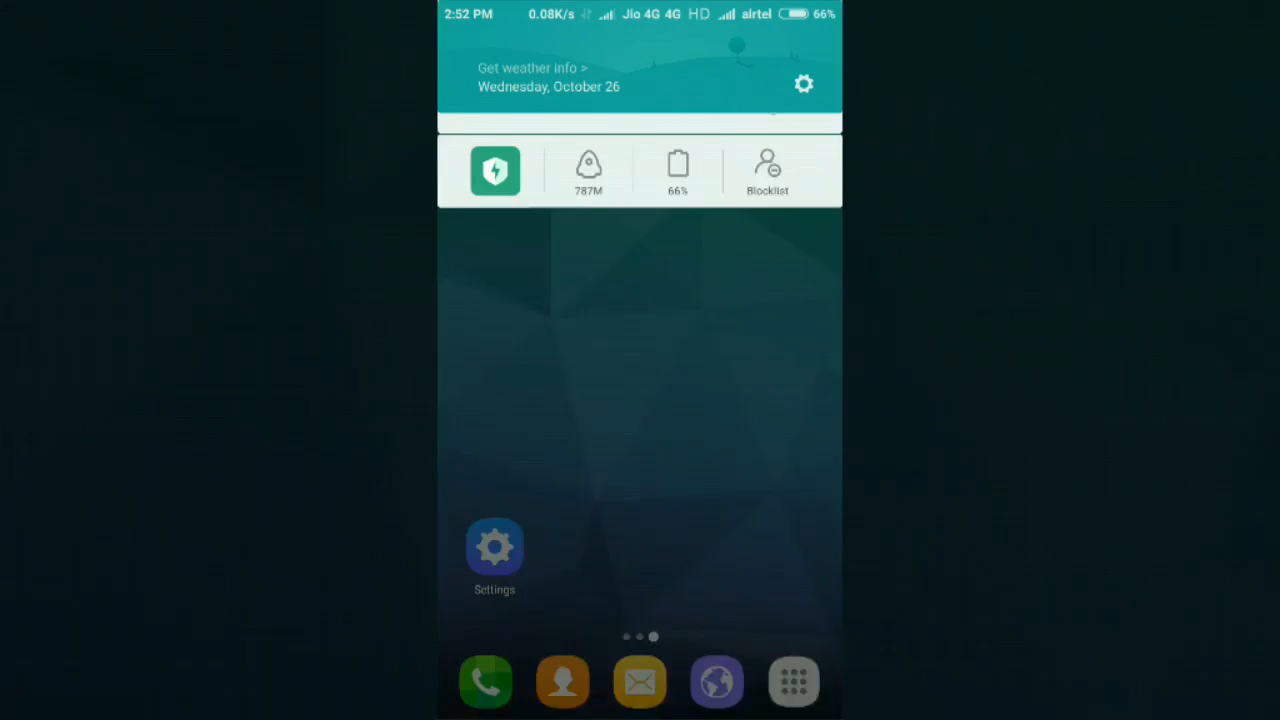 2:52 PM 0.08K/s Jio 4G 4G HD airtel 66%
Get weather info >
Wednesday, October 26
787M 66% Blocklist
Settings